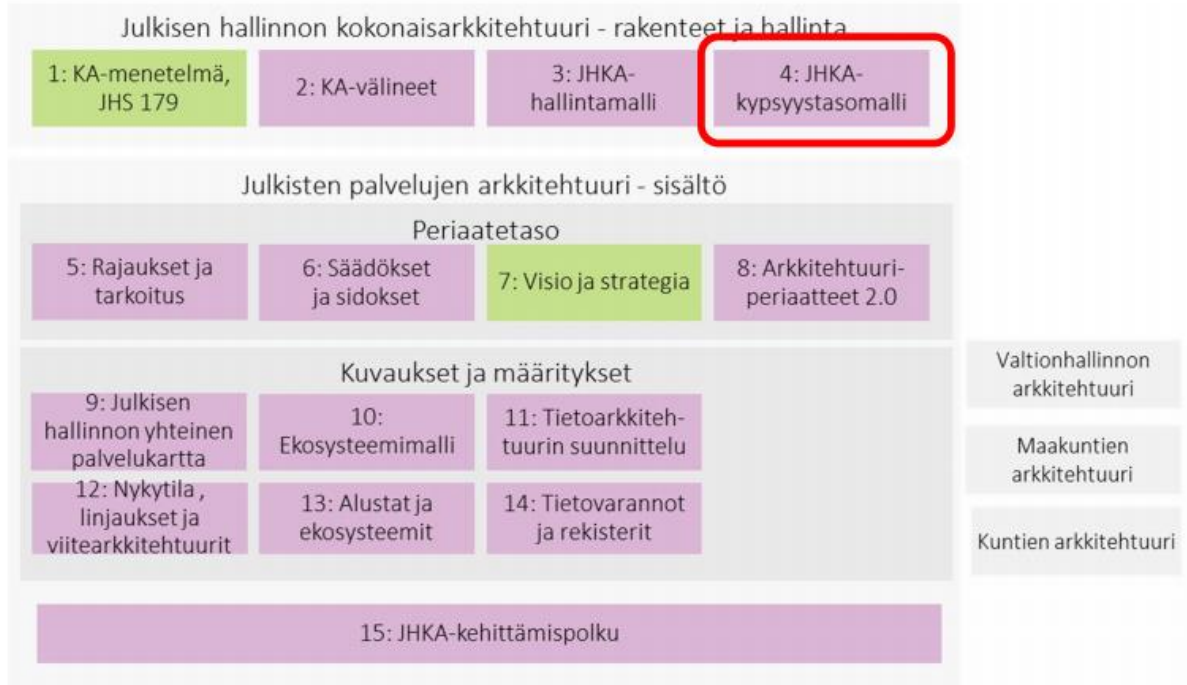 Julkisen hallinnon kokonaisarkkitehtuuri - rakenteet ja hallinta
1: KA-menetelmä,
JHS 179
2: KA-välineet
3: JHKA-
hallintamalli
4: JHKA-
kypsyystasomalli
Julkisten palvelujen arkkitehtuuri - sisältö
Periaatetaso
5: Rajaukset ja
tarkoitus
6: Säädökset
ja sidokset
7: Visio ja strategia
8: Arkkitehtuuri-
periaatteet 2.0
Kuvaukset ja määritykset
9: Julkisen
hallinnon yhteinen
palvelukartta
10:
Ekosysteemimalli
11: Tietoarkkiteh-
tuurin suunnittelu
12: Nykytila ,
linjaukset ja
viitearkkitehtuurit
13: Alustat ja
ekosysteemit
14: Tietovarannot
ja rekisterit
15: JHKA-kehittämispolku
Valtionhallinnon
arkkitehtuuri
Maakuntien
arkkitehtuuri
Kuntien arkkitehtuuri